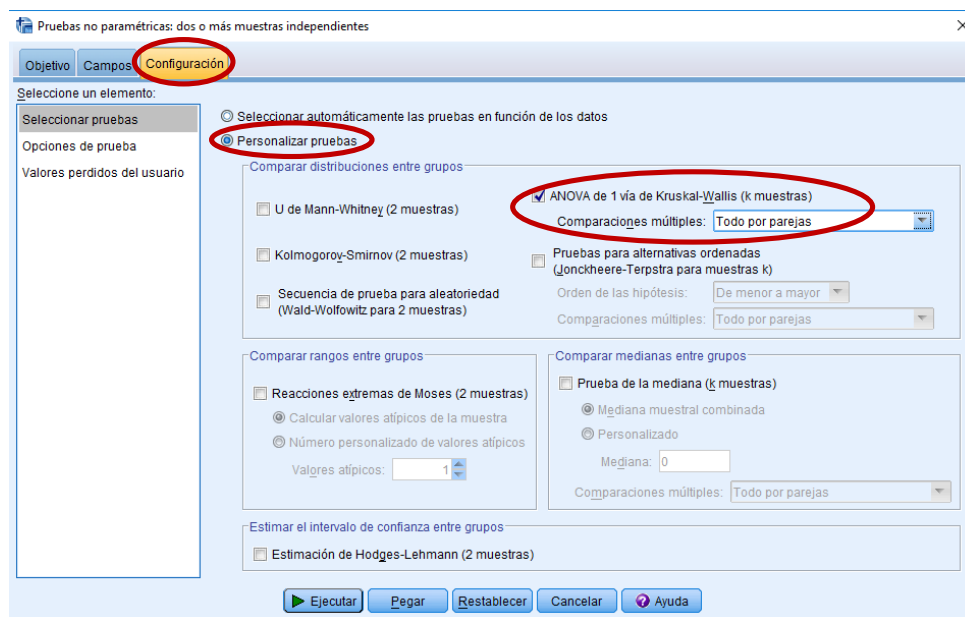 Pruebas no paramétricas: dos o más muestras independientes
Objetivo Campos Configuración
Seleccione un elemento:
Seleccionar pruebas
Opciones de prueba
Valores perdidos del usuario
Seleccionar automáticamente las pruebas en función de los datos
Personalizar pruebas
Comparar distribuciones entre grupos
U de Mann-Whitney (2 muestras)
ANOVA de 1 vía de Kruskal-Wallis (k muestras)
Comparaciones múltiples: Todo por parejas
Kolmogorov-Smirnov (2 muestras)
Pruebas para alternativas ordenadas
(Jonckheere-Terpstra para muestras k)
Secuencia de prueba para aleatoriedad
(Wald-Wolfowitz para 2 muestras)
Orden de las hipótesis: De menor a mayor
Comparaciones múltiples: Todo por parejas
Comparar rangos entre grupos
Reacciones extremas de Moses (2 muestras)
Calcular valores atípicos de la muestra
Número personalizado de valores atípicos
Valores atípicos: 1
Comparar medianas entre grupos
Prueba de la mediana (k muestras)
Mediana muestral combinada
Personalizado
Mediana: 0
Comparaciones múltiples: Todo por parejas
Estimar el intervalo de confianza entre grupos
Estimación de Hodges-Lehmann (2 muestras)
Ejecutar Pegar Restablecer Cancelar Ayuda